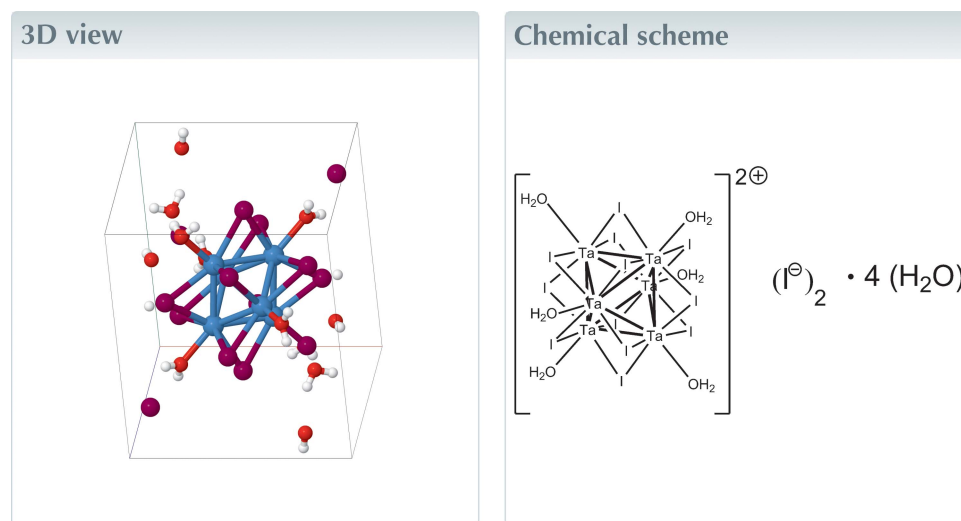 3D view
Chemical scheme
2⊕
H₂O I OH₂
I I
Ta Ta
I I
OH₂
Ta
Ta I
H₂O
Ta Ta I
I I
H₂O I OH₂
(I⊖)₂ · 4 (H₂O)